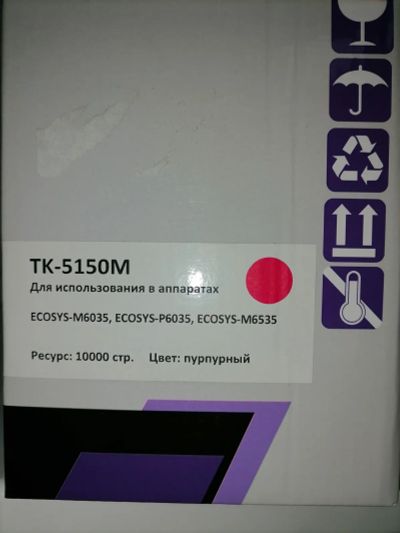 TK-5150M
Для использования в аппаратах
ECOSYS-M6035, ECOSYS-P6035, ECOSYS-M6535
Ресурс: 10000 стр. Цвет: пурпурный